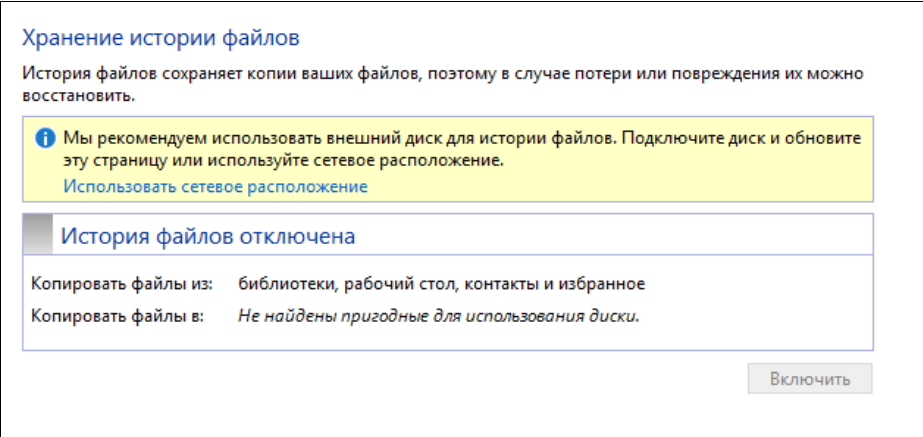 Хранение истории файлов
История файлов сохраняет копии ваших файлов, поэтому в случае потери или повреждения их можно
восстановить.
Мы рекомендуем использовать внешний диск для истории файлов. Подключите диск и обновите
эту страницу или используйте сетевое расположение.
Использовать сетевое расположение
История файлов отключена
Копировать файлы из: библиотеки, рабочий стол, контакты и избранное
Копировать файлы в: Не найдены пригодные для использования диски.
Включить